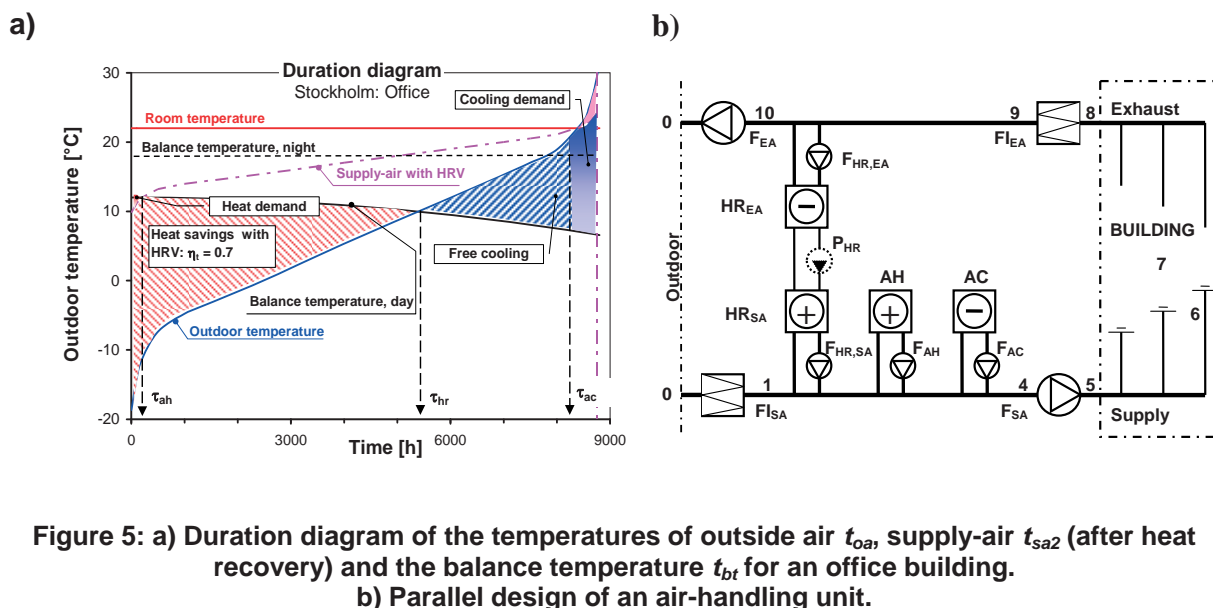 a)
Duration diagram
Stockholm: Office
Cooling demand
Room temperature
Balance temperature, night
Supply-air with HRV
Heat demand
Heat savings with
HRV: ηt = 0.7
Free cooling
Balance temperature, day
Outdoor temperature
τah
τhr
τac
Outdoor temperature [°C]
30
20
10
0
-10
-20
0
3000
6000
9000
Time [h]
b)
0
10
9
8
Exhaust
FEA
FIEA
FHR,EA
HREA
BUILDING
PHR
7
Outdoor
AH
AC
6
HRSA
FHR,SA
FAH
FAC
0
1
4
5
FISA
FSA
Supply
Figure 5: a) Duration diagram of the temperatures of outside air toa, supply-air tsa2 (after heat
recovery) and the balance temperature tbt for an office building.
b) Parallel design of an air-handling unit.